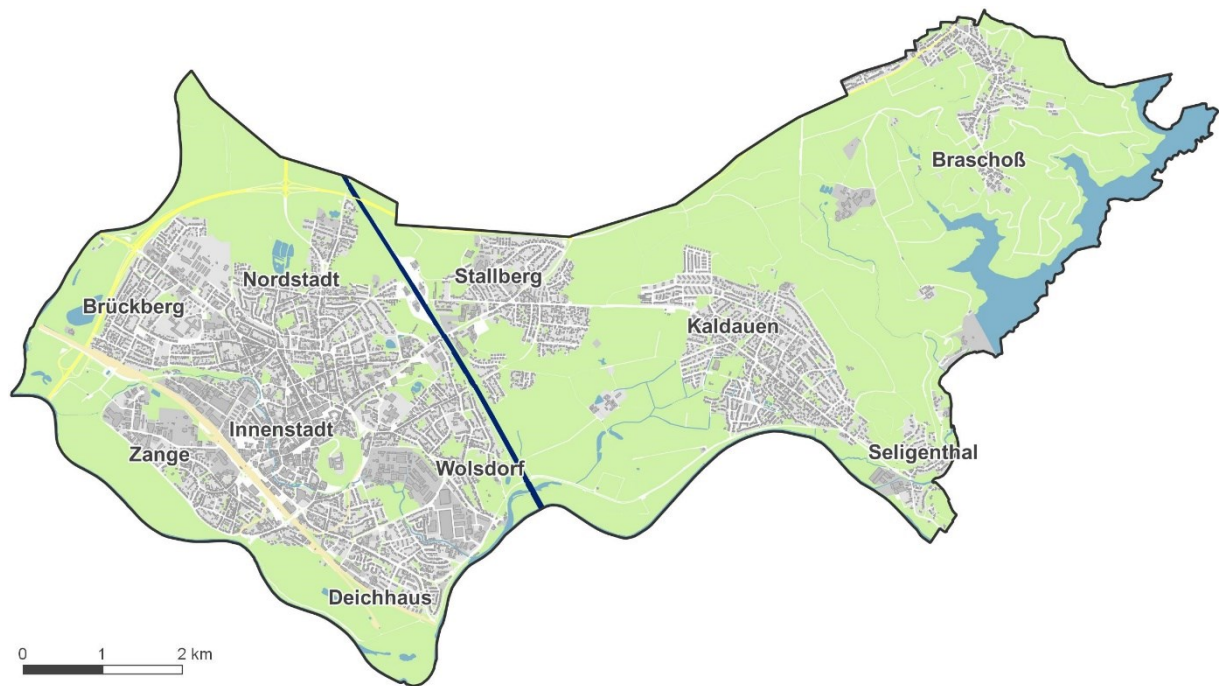 Braschoß
Nordstadt
Stallberg
Brückberg
Kaldauen
Innenstadt
Zange
Wolsdorf
Seligenthal
Deichhaus
0 1 2 km